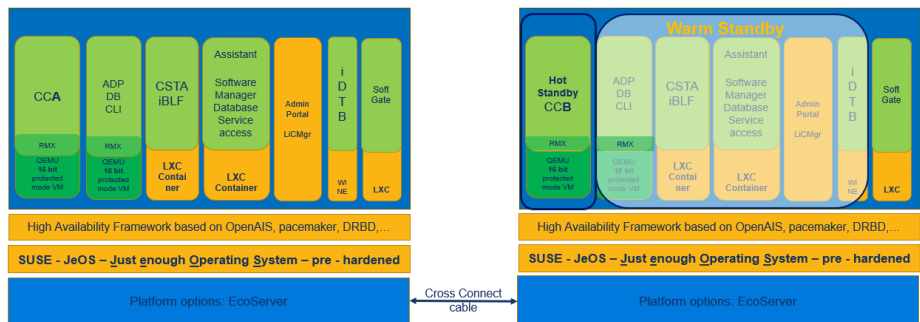 CCA
RMX
QEMU
16 bit
protected
mode VM
ADP
DB
CLI
RMX
QEMU
16 bit
protected
mode VM
CSTA
iBLF
LXC
Contai
ner
Assistant
Software
Manager
Database
Service
access
LXC
Container
Admin
Portal
LiCMgr
i
D
T
B
Wi
NE
Soft
Gate
LXC
High Availability Framework based on OpenAIS, pacemaker, DRBD,…
SUSE - JeOS – Just enough Operating System – pre - hardened
Platform options: EcoServer
Cross Connect
cable
Warm Standby
Hot
Standby
CCB
RMX
QEMU
16 bit
protected
mode VM
ADP
DB
CLI
RMX
QEMU
16 bit
protected
mode VM
CSTA
iBLF
LXC
Contai
ner
Assistant
Software
Manager
Database
Service
access
LXC
Container
Admin
Portal
LiCMgr
i
D
T
B
Wi
NE
Soft
Gate
LXC
High Availability Framework based on OpenAIS, pacemaker, DRBD,…
SUSE - JeOS – Just enough Operating System – pre - hardened
Platform options: EcoServer